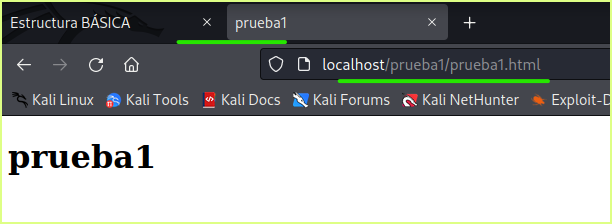 Estructura BÁSICA × prueba1 × +
localhost/prueba1/prueba1.html
Kali Linux Kali Tools Kali Docs Kali Forums Kali NetHunter Exploit-D
prueba1